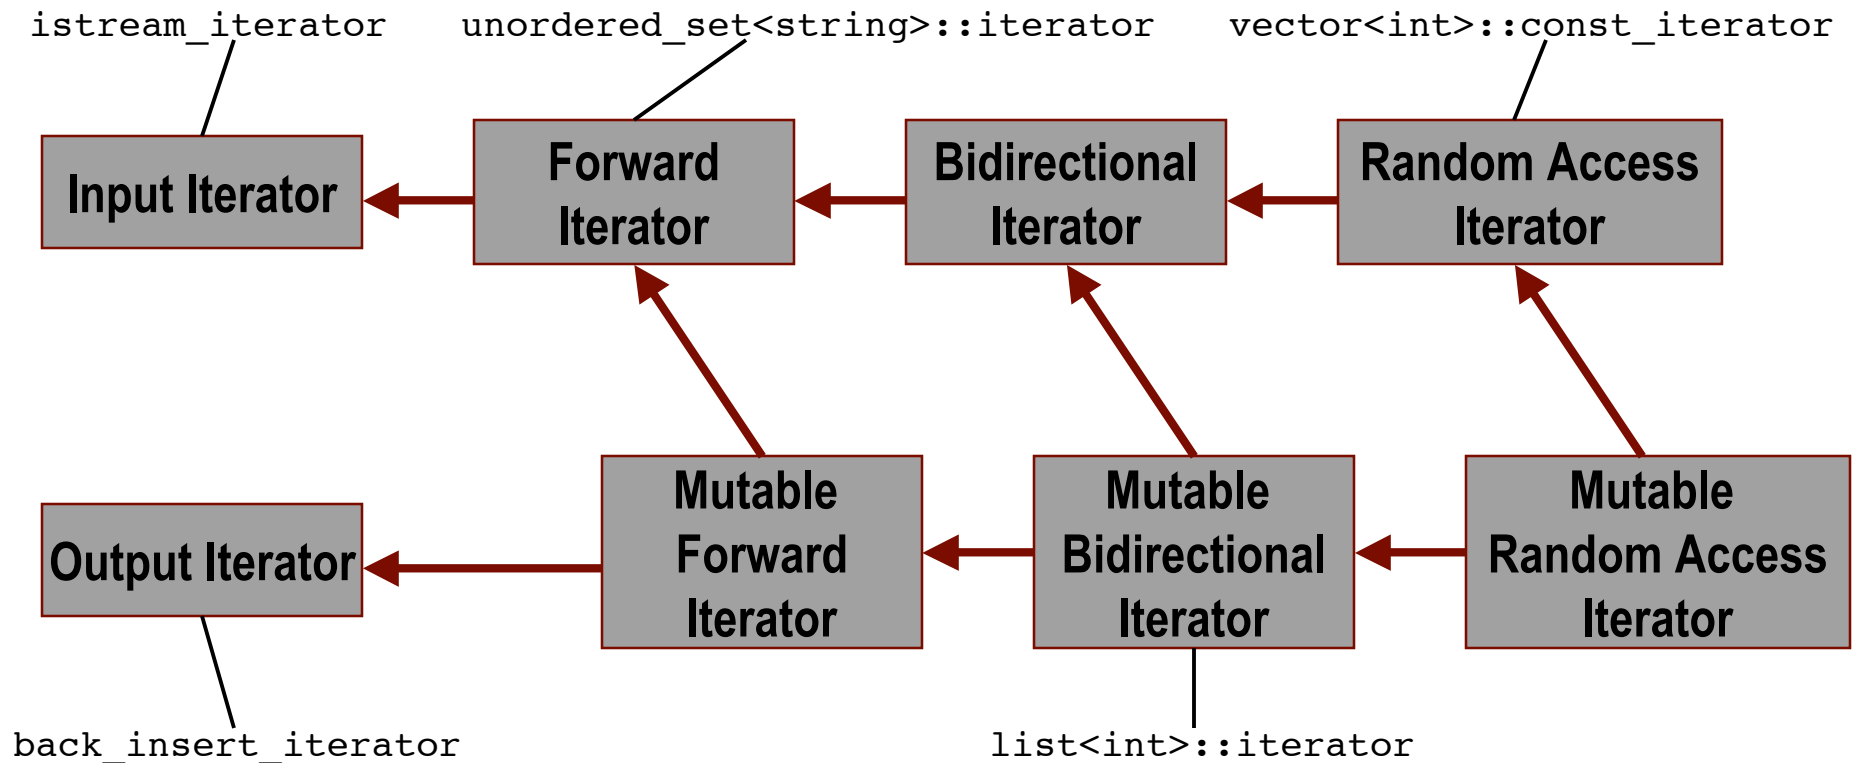 istream_iterator
unordered_set<string>::iterator
vector<int>::const_iterator
Input Iterator
Forward
Iterator
Bidirectional
Iterator
Random Access
Iterator
Output Iterator
Mutable
Forward
Iterator
Mutable
Bidirectional
Iterator
Mutable
Random Access
Iterator
back_insert_iterator
list<int>::iterator